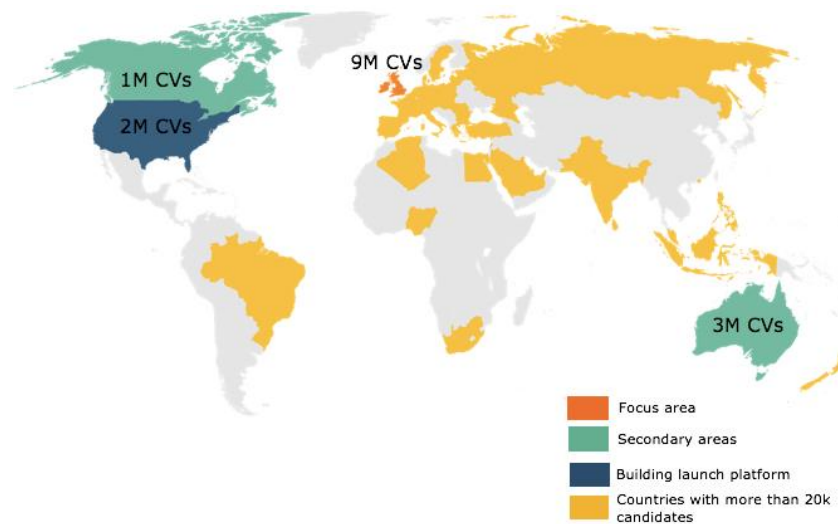 9M CVs
1M CVs
2M CVs
3M CVs
Focus area
Secondary areas
Building launch platform
Countries with more than 20k
candidates